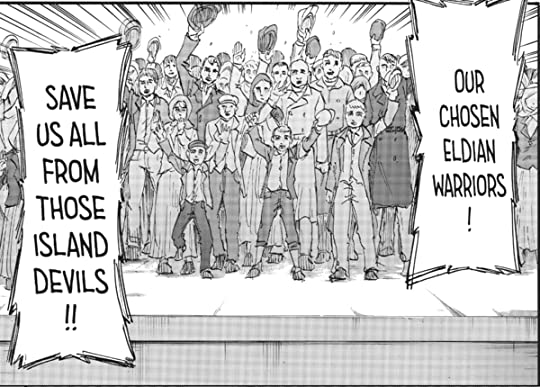 OUR
CHOSEN
ELDIAN
WARRIORS
!
SAVE
US ALL
FROM
THOSE
ISLAND
DEVILS
!!